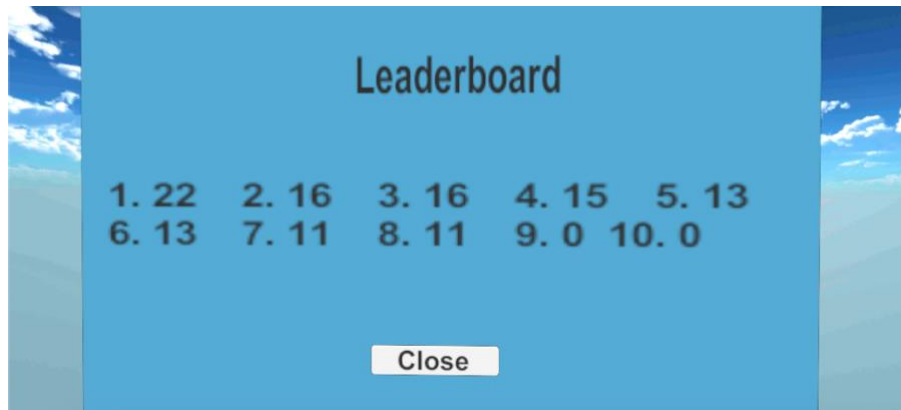 Leaderboard
1. 22 2. 16 3. 16 4. 15 5. 13
6. 13 7. 11 8. 11 9. 0 10. 0
Close